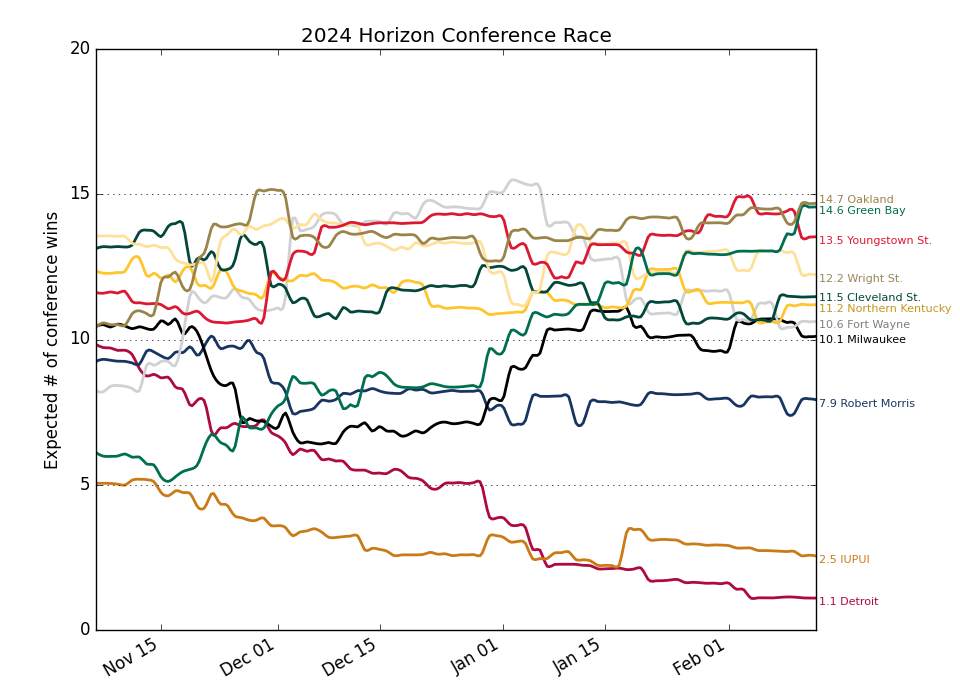 2024 Horizon Conference Race
Expected # of conference wins
20
15
10
5
0
Nov 15
Dec 01
Dec 15
Jan 01
Jan 15
Feb 01
14.7 Oakland
14.6 Green Bay
13.5 Youngstown St.
12.2 Wright St.
11.5 Cleveland St.
11.2 Northern Kentucky
10.6 Fort Wayne
10.1 Milwaukee
7.9 Robert Morris
2.5 IUPUI
1.1 Detroit